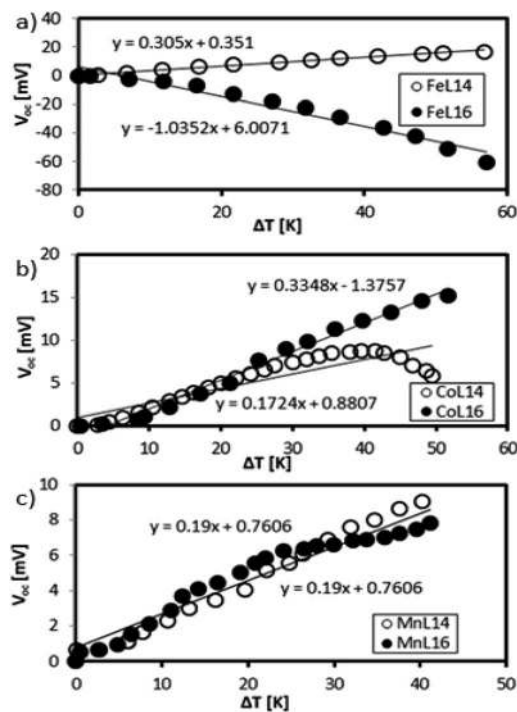 a)
40
20
0
-20
-40
-60
-80
V_oc [mV]
y = 0.305x + 0.351
FeL14
FeL16
y = -1.0352x + 6.0071
0 20 40 60
ΔT [K]
b)
20
15
10
5
0
V_oc [mV]
y = 0.3348x - 1.3757
y = 0.1724x + 0.8807
CoL14
CoL16
0 10 20 30 40 50 60
ΔT [K]
c)
10
8
6
4
2
0
V_oc [mV]
y = 0.19x + 0.7606
y = 0.19x + 0.7606
MnL14
MnL16
0 10 20 30 40 50
ΔT [K]